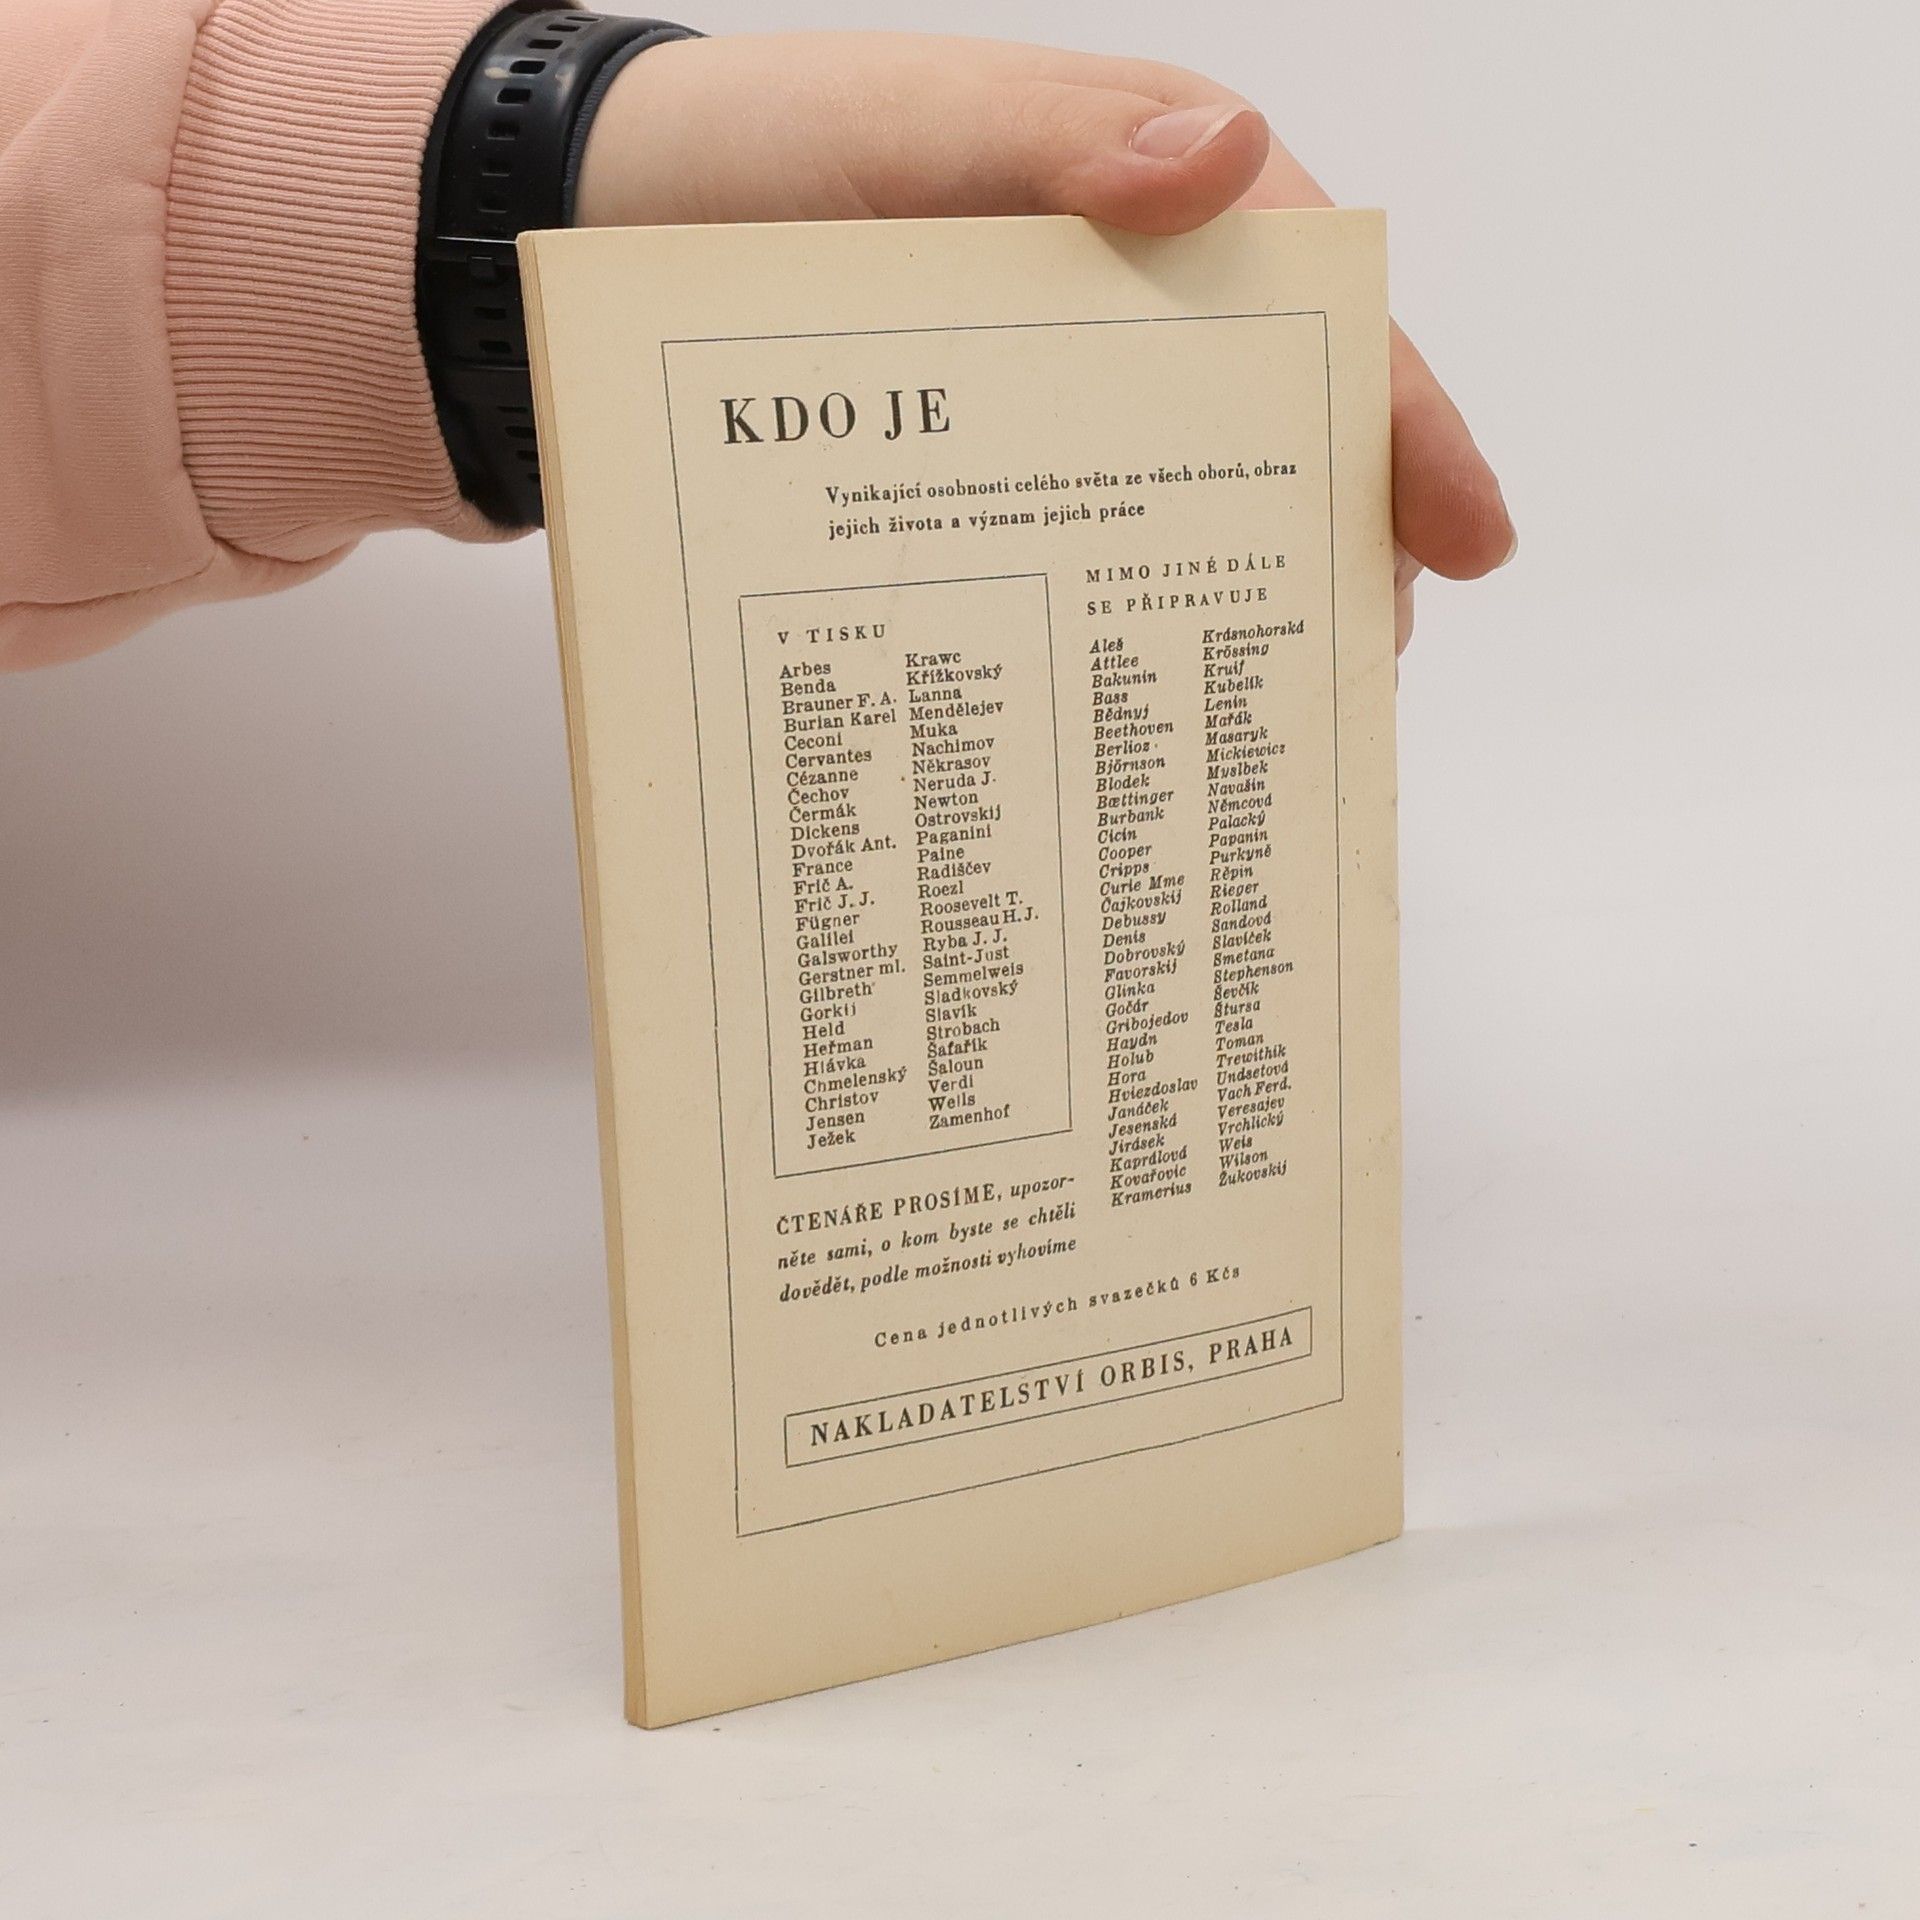 KDO JE
Vynikající osobnosti celého světa ze všech oborů, obraz
jejich života a význam jejich práce
V TISKU
Arbes
Benda
Brauner F. A.
Burian Karel
Ceconi
Cervantes
Cézanne
Čechov
Čermák
Dickens
Dvořák Ant.
France
Frič A.
Frič J. J.
Fügner
Galilei
Galsworthy
Gerstner ml.
Gilbreth
Gorkij
Held
Heřman
Hlávka
Chmelenský
Christov
Jensen
Ježek
Krawc
Křížkovský
Lanna
Mendělejev
Muka
Nachimov
Někrasov
Neruda J.
Newton
Ostrovskij
Paganini
Paine
Radiščev
Roezl
Roosevelt T.
Rousseau H. J.
Ryba J. J.
Saint-Just
Semmelweis
Sladkovský
Slavík
Strobach
Šafařík
Šaloun
Verdi
Wells
Zamenhof
MIMO JINÉ DÁLE
SE PŘIPRAVUJE
Aleš
Attlee
Bakunin
Bass
Bědnyj
Beethoven
Berlioz
Björnson
Blodek
Bœttinger
Burbank
Cicin
Cooper
Cripps
Curie Mme
Čajkovskij
Debussy
Denis
Dobrovský
Favorskij
Glinka
Gočár
Gribojedov
Haydn
Holub
Hora
Hviezdoslav
Janáček
Jesenská
Jirásek
Kaprálová
Kovařovic
Kramerius
Krásnohorská
Krössing
Kruif
Kubelík
Lenin
Mařák
Masaryk
Mickiewicz
Myslbek
Navašin
Němcová
Palacký
Papanin
Purkyně
Rěpin
Rieger
Rolland
Sandová
Slavíček
Smetana
Stephenson
Ševčík
Štursa
Tesla
Toman
Trewithik
Undsetová
Vach Ferd.
Veresajev
Vrchlický
Weis
Wilson
Žukovskij
ČTENÁŘE PROSÍME, upozor-
něte sami, o kom byste se chtěli
dovědět, podle možnosti vyhovíme
Cena jednotlivých svazečků 6 Kčs
NAKLADATELSTVÍ ORBIS, PRAHA